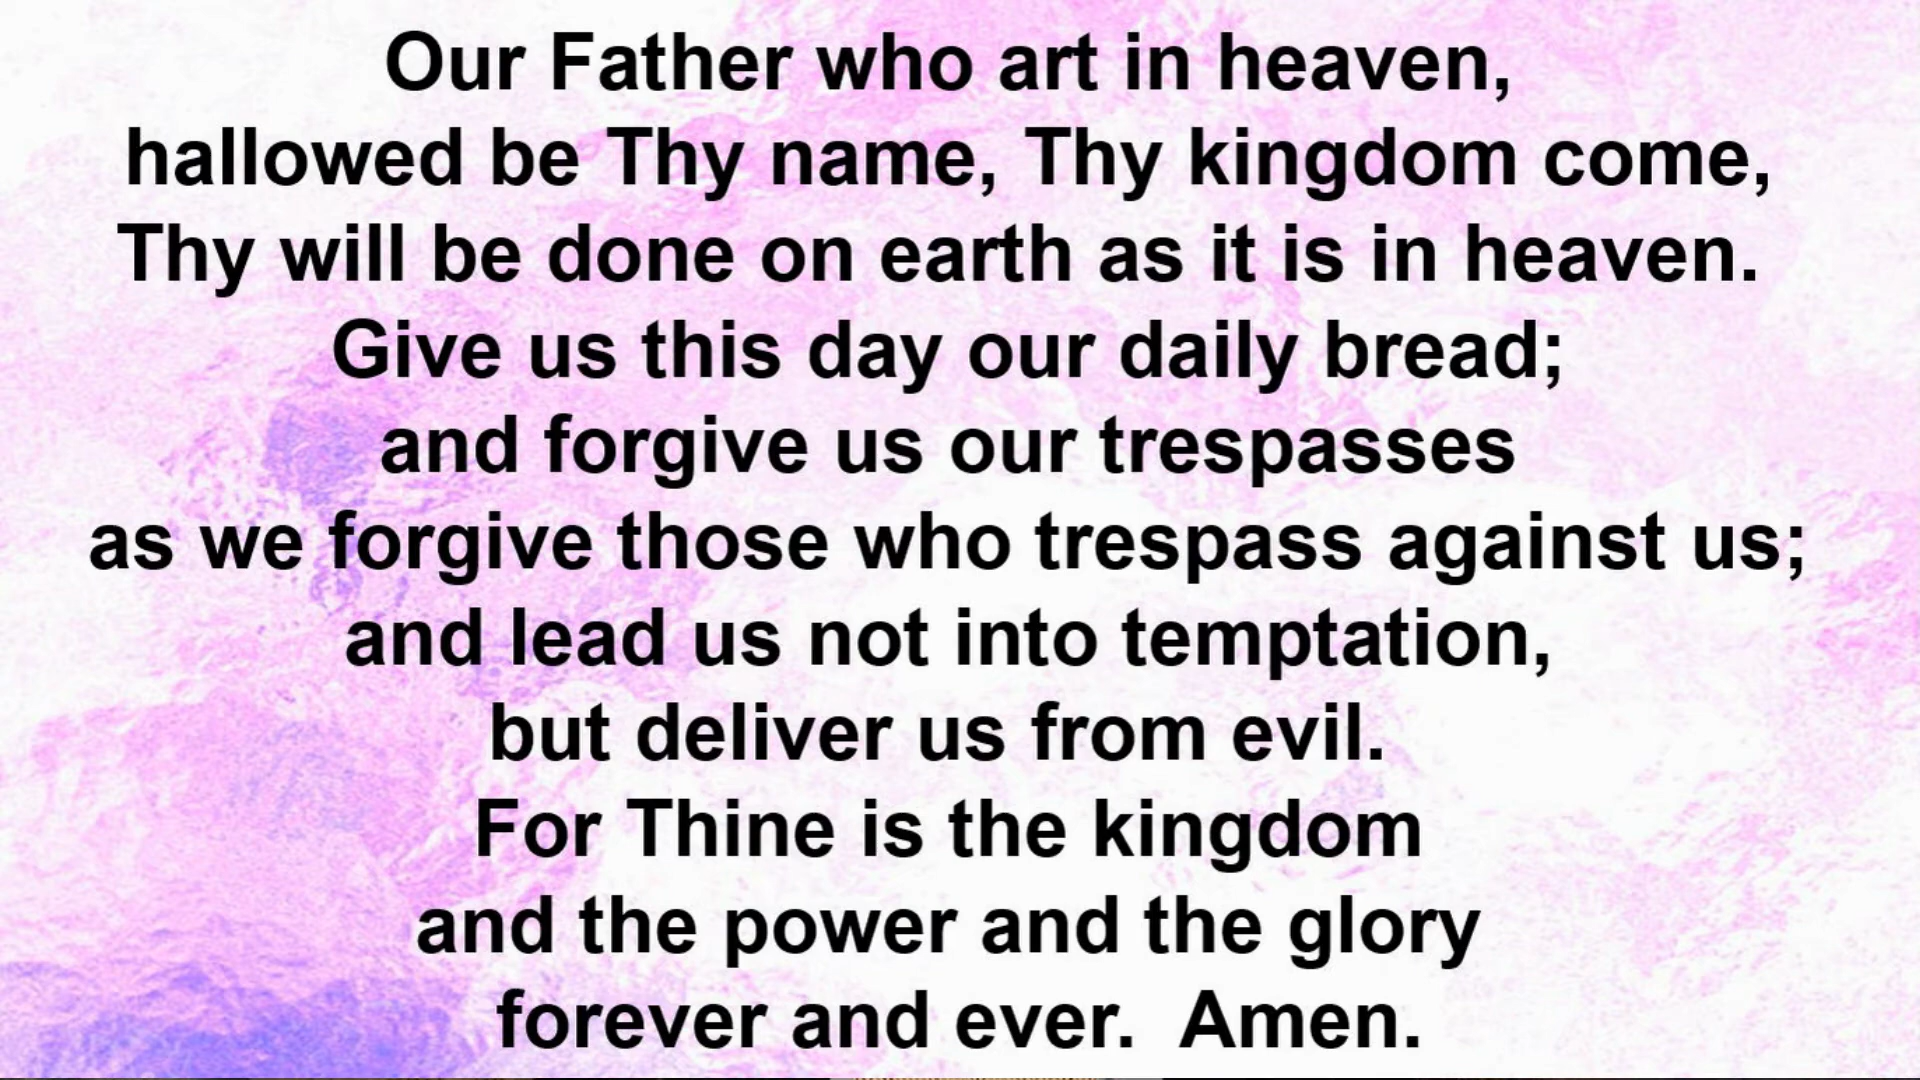 Our Father who art in heaven,
hallowed be Thy name, Thy kingdom come,
Thy will be done on earth as it is in heaven.
Give us this day our daily bread;
and forgive us our trespasses
as we forgive those who trespass against us;
and lead us not into temptation,
but deliver us from evil.
For Thine is the kingdom
and the power and the glory
forever and ever.  Amen.